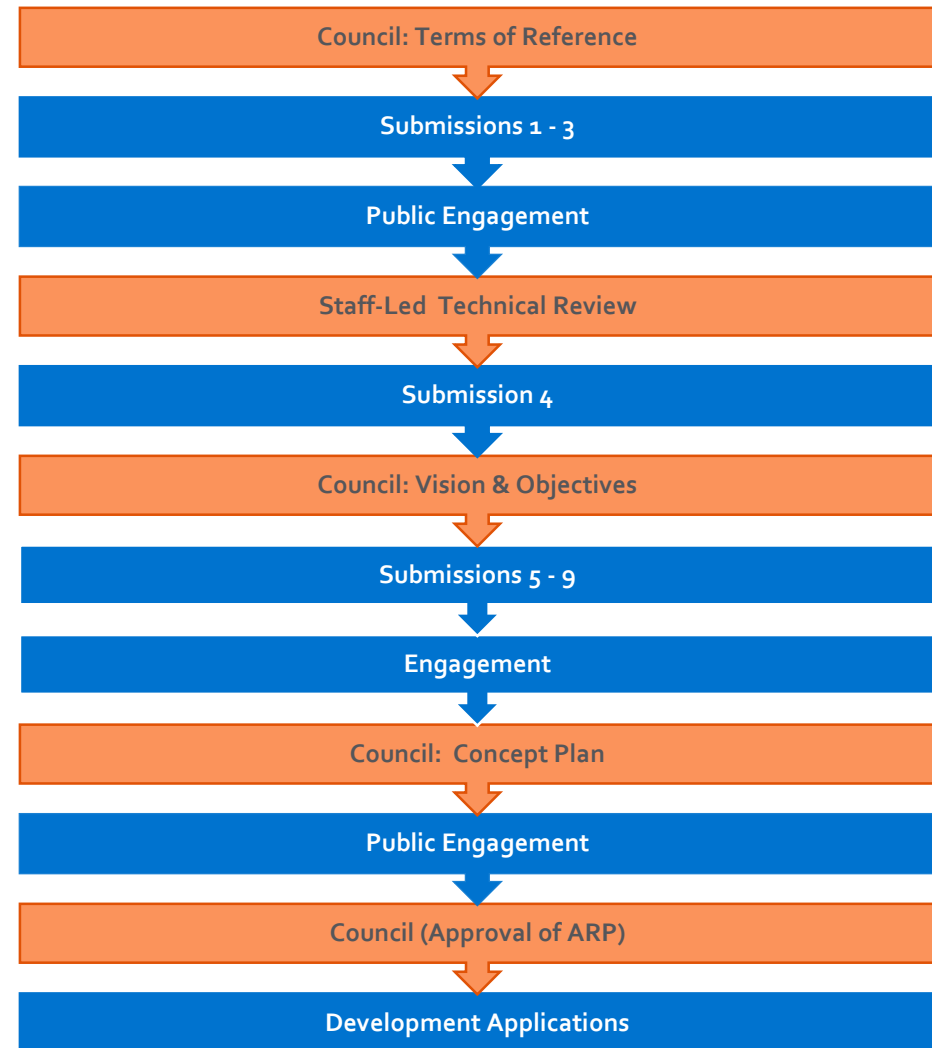 Council: Terms of Reference
Submissions 1 - 3
Public Engagement
Staff-Led Technical Review
Submission 4
Council: Vision & Objectives
Submissions 5 - 9
Engagement
Council: Concept Plan
Public Engagement
Council (Approval of ARP)
Development Applications